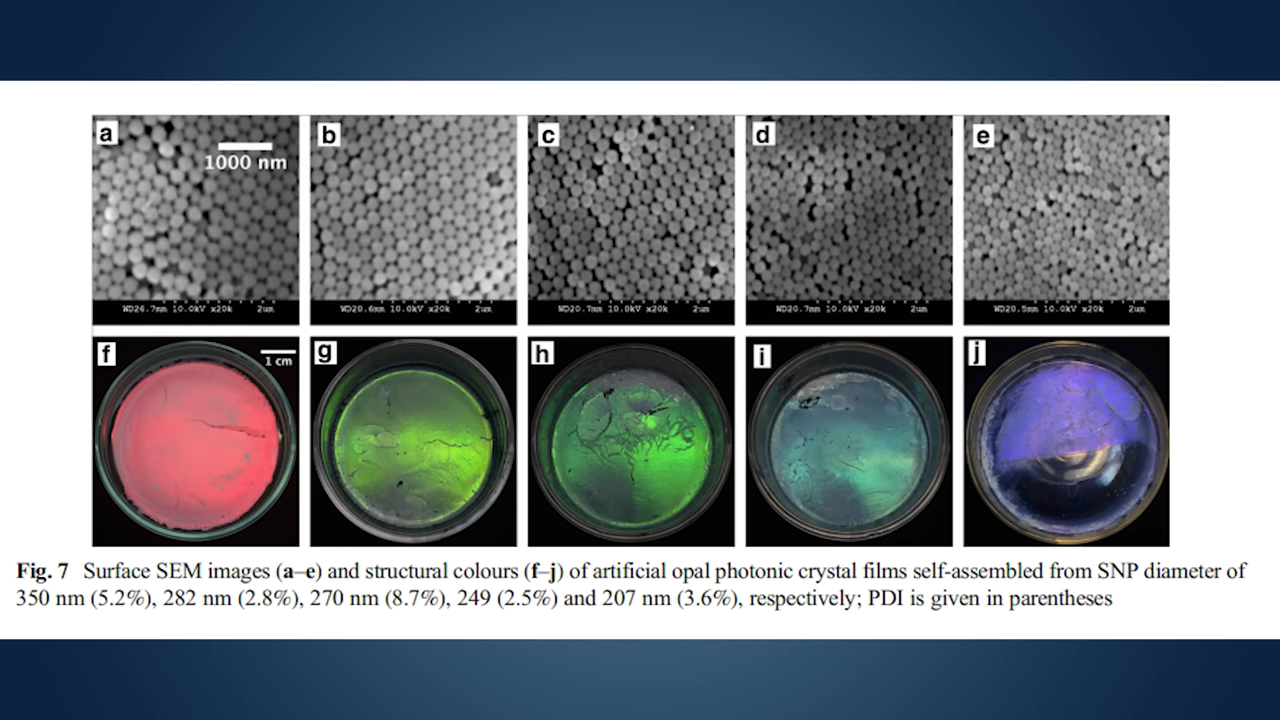 a
1000 nm
b
c
d
e
WD26.7mm 10.0kV x20k 2um
WD20.6mm 10.0kV x20k 2um
WD20.7mm 10.0kV x20k 2um
WD20.7mm 10.0kV x20k 2um
WD20.5mm 10.0kV x20k 2um
f
1 cm
g
h
i
j
Fig. 7 Surface SEM images (a–e) and structural colours (f–j) of artificial opal photonic crystal films self-assembled from SNP diameter of
350 nm (5.2%), 282 nm (2.8%), 270 nm (8.7%), 249 (2.5%) and 207 nm (3.6%), respectively; PDI is given in parentheses